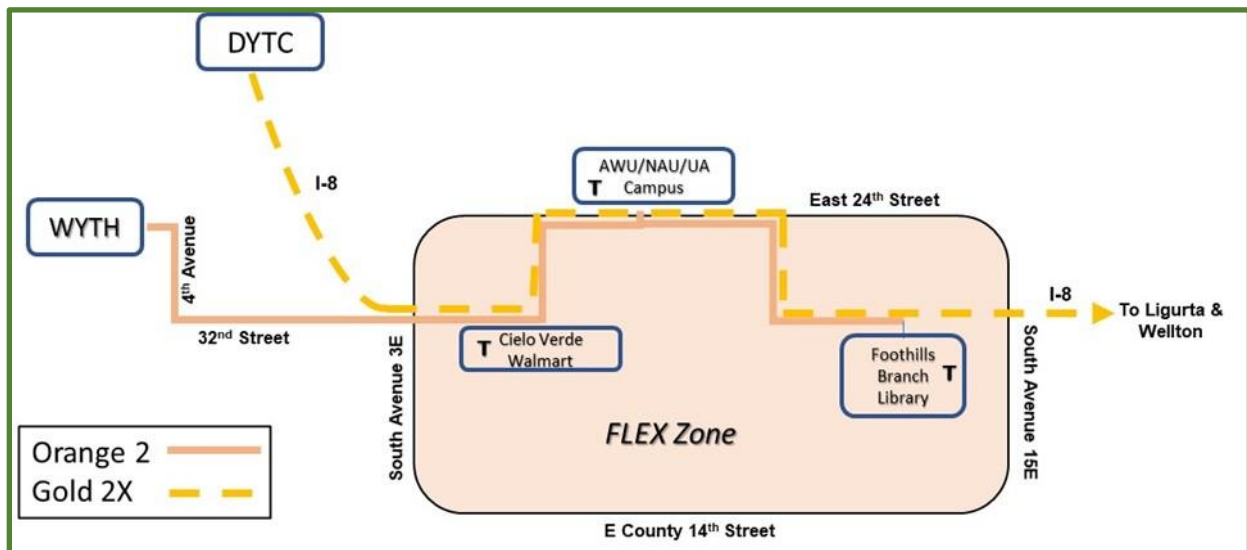 DYTC
I-8
WYTH
4th Avenue
32nd Street
AWU/NAU/UA
T Campus
East 24th Street
South Avenue 3E
T Cielo Verde
Walmart
Foothills
Branch T
Library
I-8
To Ligurta &
Wellton
South Avenue 15E
FLEX Zone
E County 14th Street
Orange 2
Gold 2X